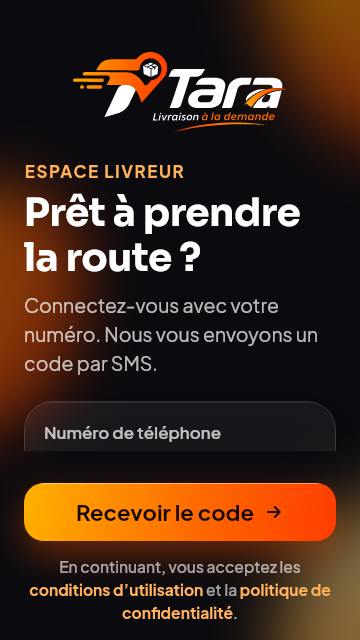 Tara
Livraison à la demande
ESPACE LIVREUR
Prêt à prendre
la route ?
Connectez-vous avec votre
numéro. Nous vous envoyons un
code par SMS.
Numéro de téléphone
Recevoir le code →
En continuant, vous acceptez les
conditions d’utilisation et la politique de
confidentialité.